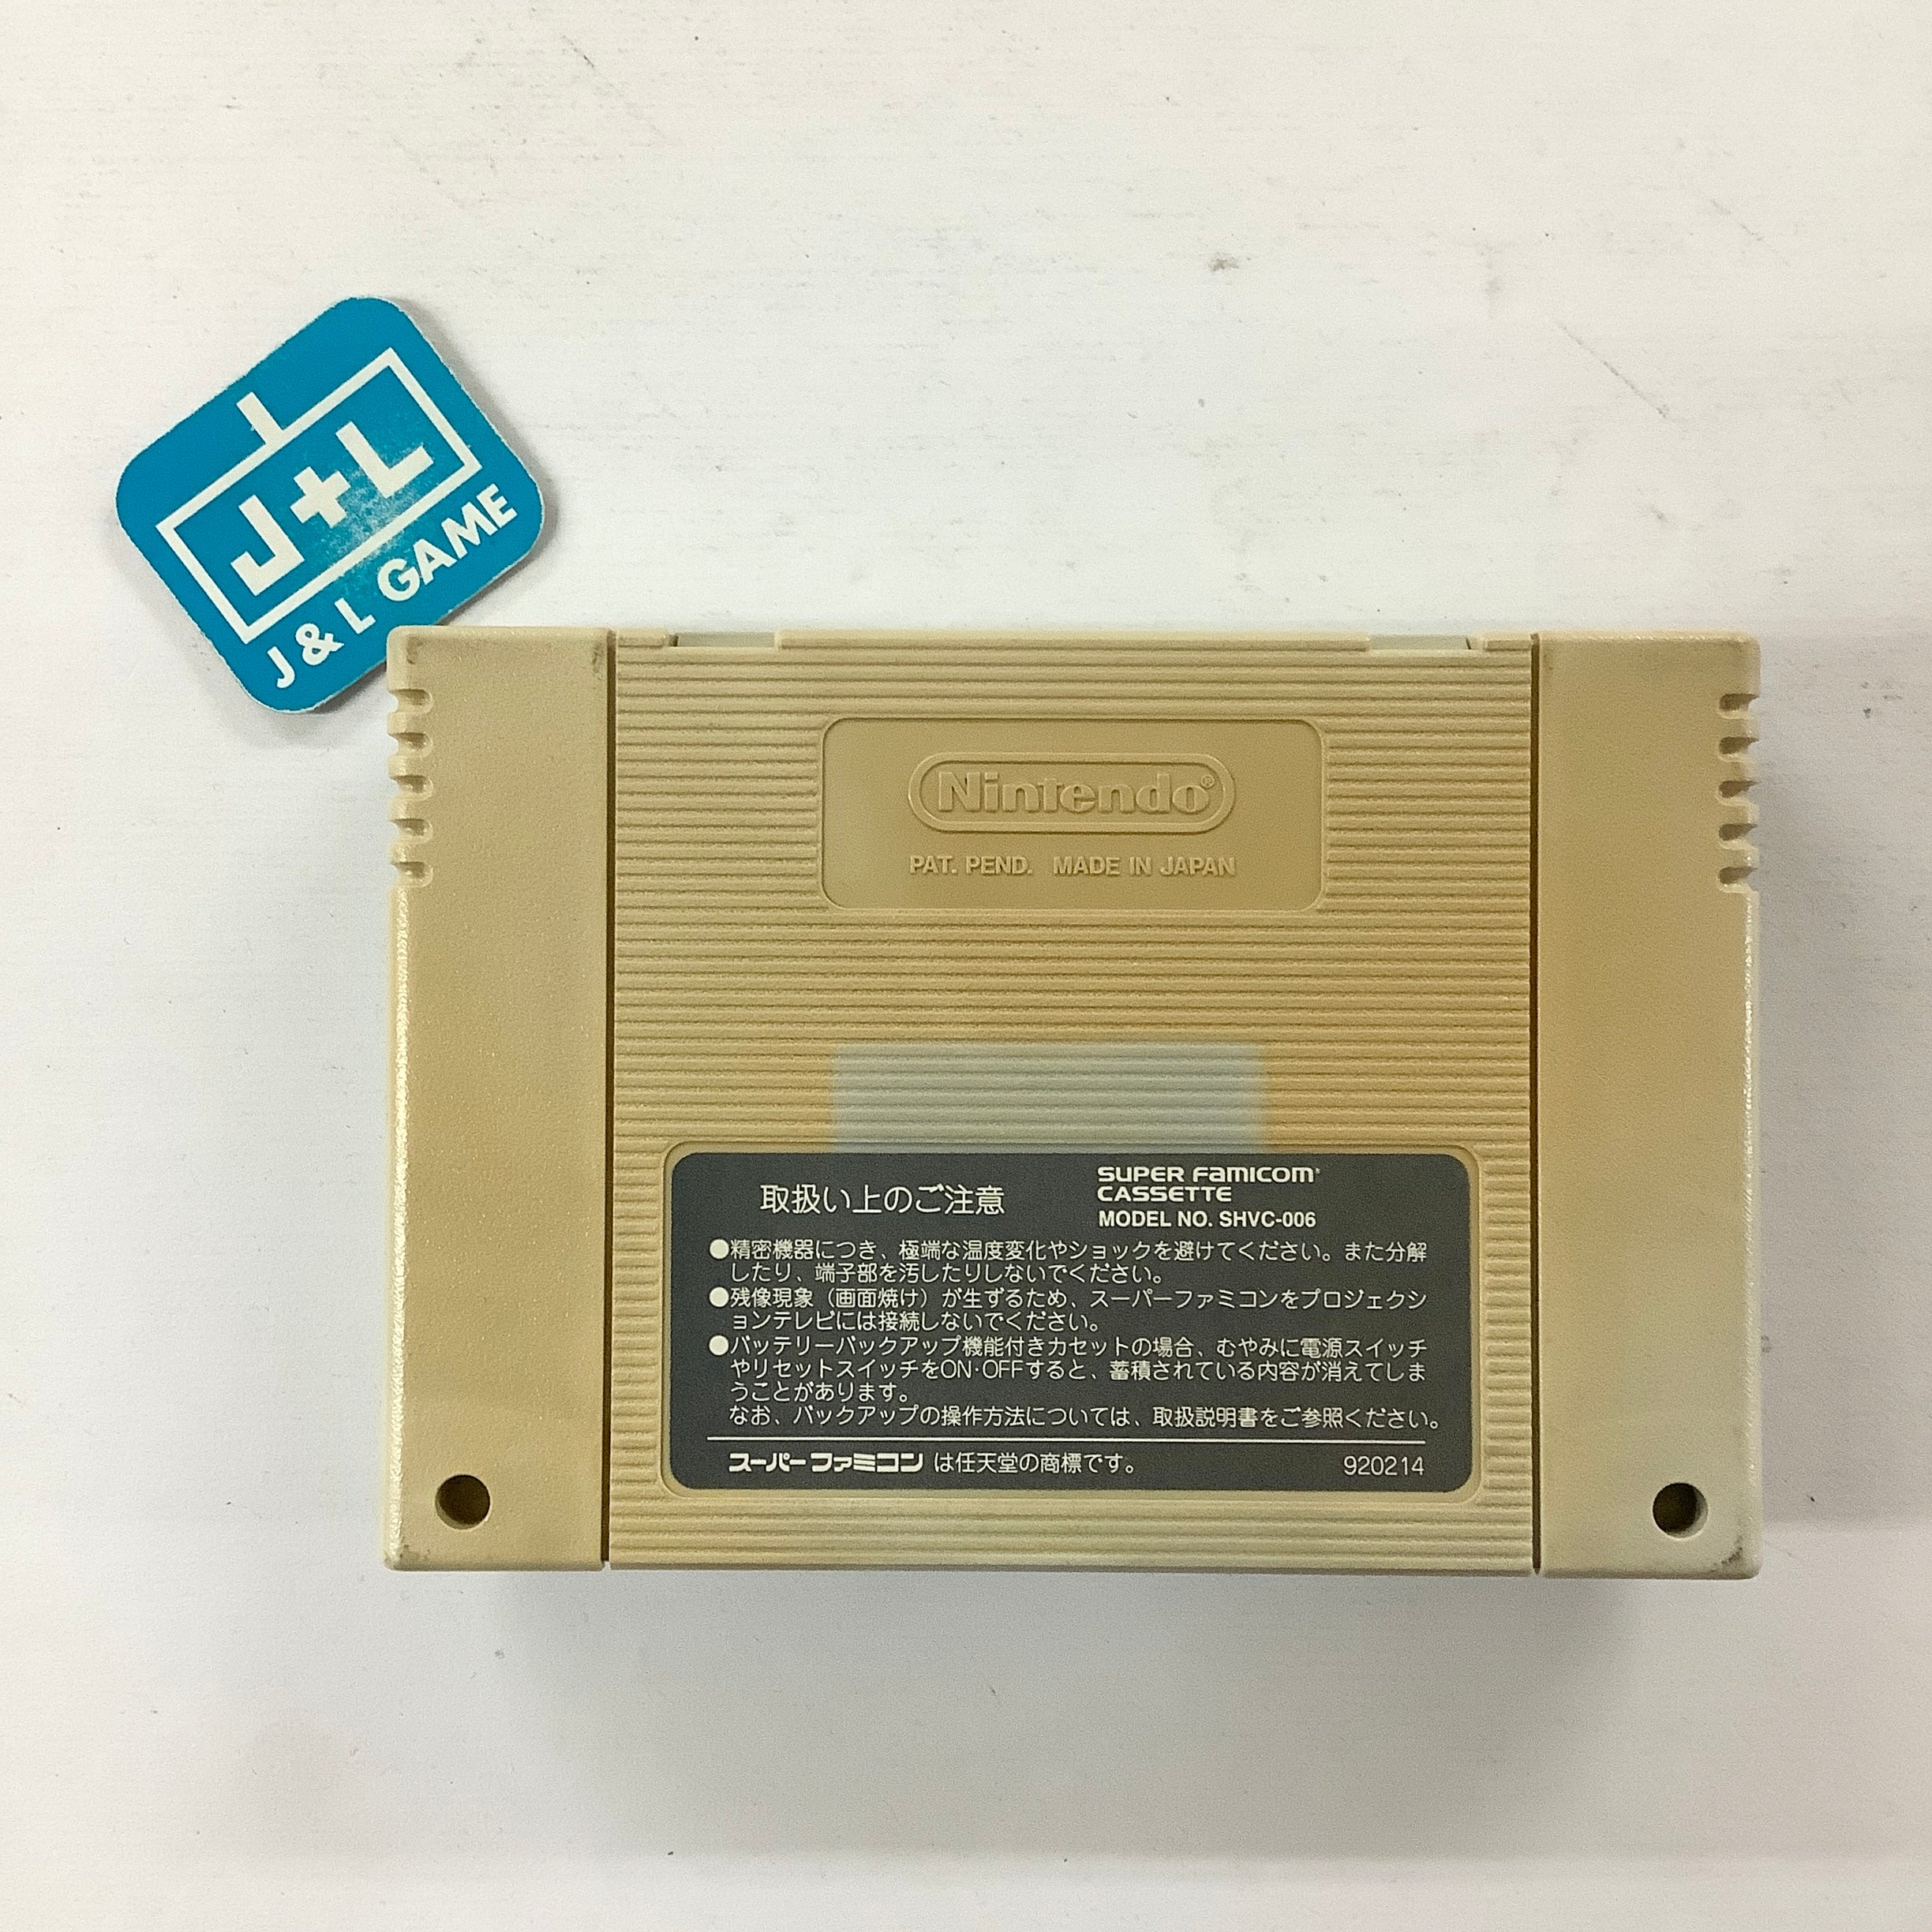 J+L
J & L GAME
Nintendo®
PAT. PEND. MADE IN JAPAN
取扱い上のご注意
SUPER FAMICOM®
CASSETTE
MODEL NO. SHVC-006
●精密機器につき、極端な温度変化やショックを避けてください。また分解
したり、端子部を汚したりしないでください。
●残像現象（画面焼け）が生ずるため、スーパーファミコンをプロジェクシ
ョンテレビには接続しないでください。
●バッテリーバックアップ機能付きカセットの場合、むやみに電源スイッチ
やリセットスイッチをON·OFFすると、蓄積されている内容が消えてしま
うことがあります。
なお、バックアップの操作方法については、取扱説明書をご参照ください。
スーパーファミコン は任天堂の商標です。
920214